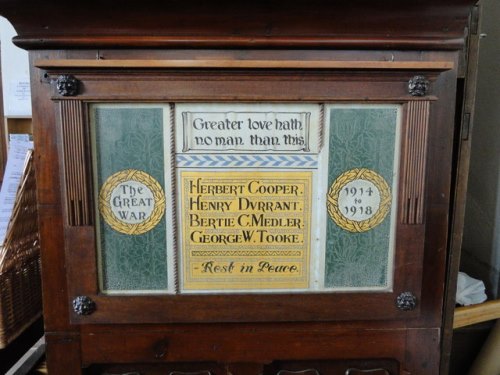 Greater love hath
no man than this
The
GREAT
WAR
HERBERT COOPER.
HENRY DVRRANT.
BERTIE C. MEDLER.
GEORGE W. TOOKE.
- Rest in Peace. -
1914
to
1918